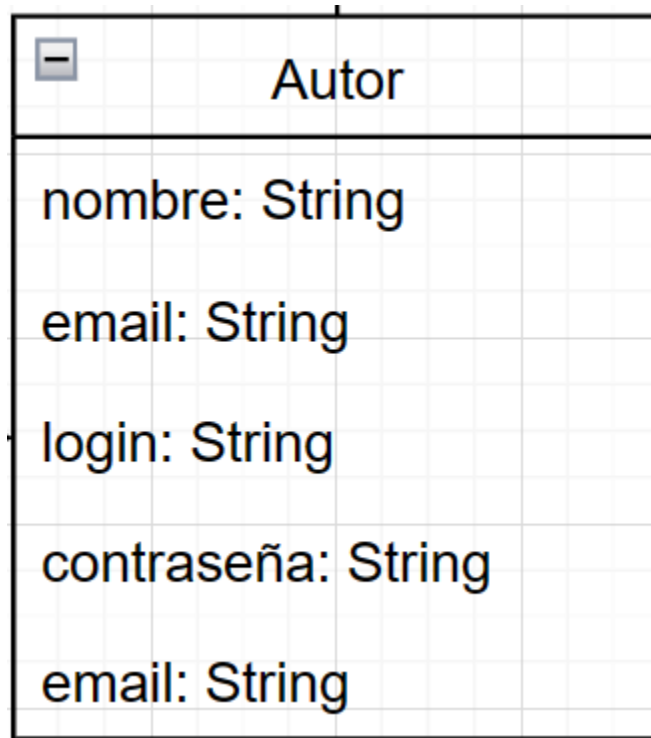 Autor
nombre: String
email: String
login: String
contraseña: String
email: String